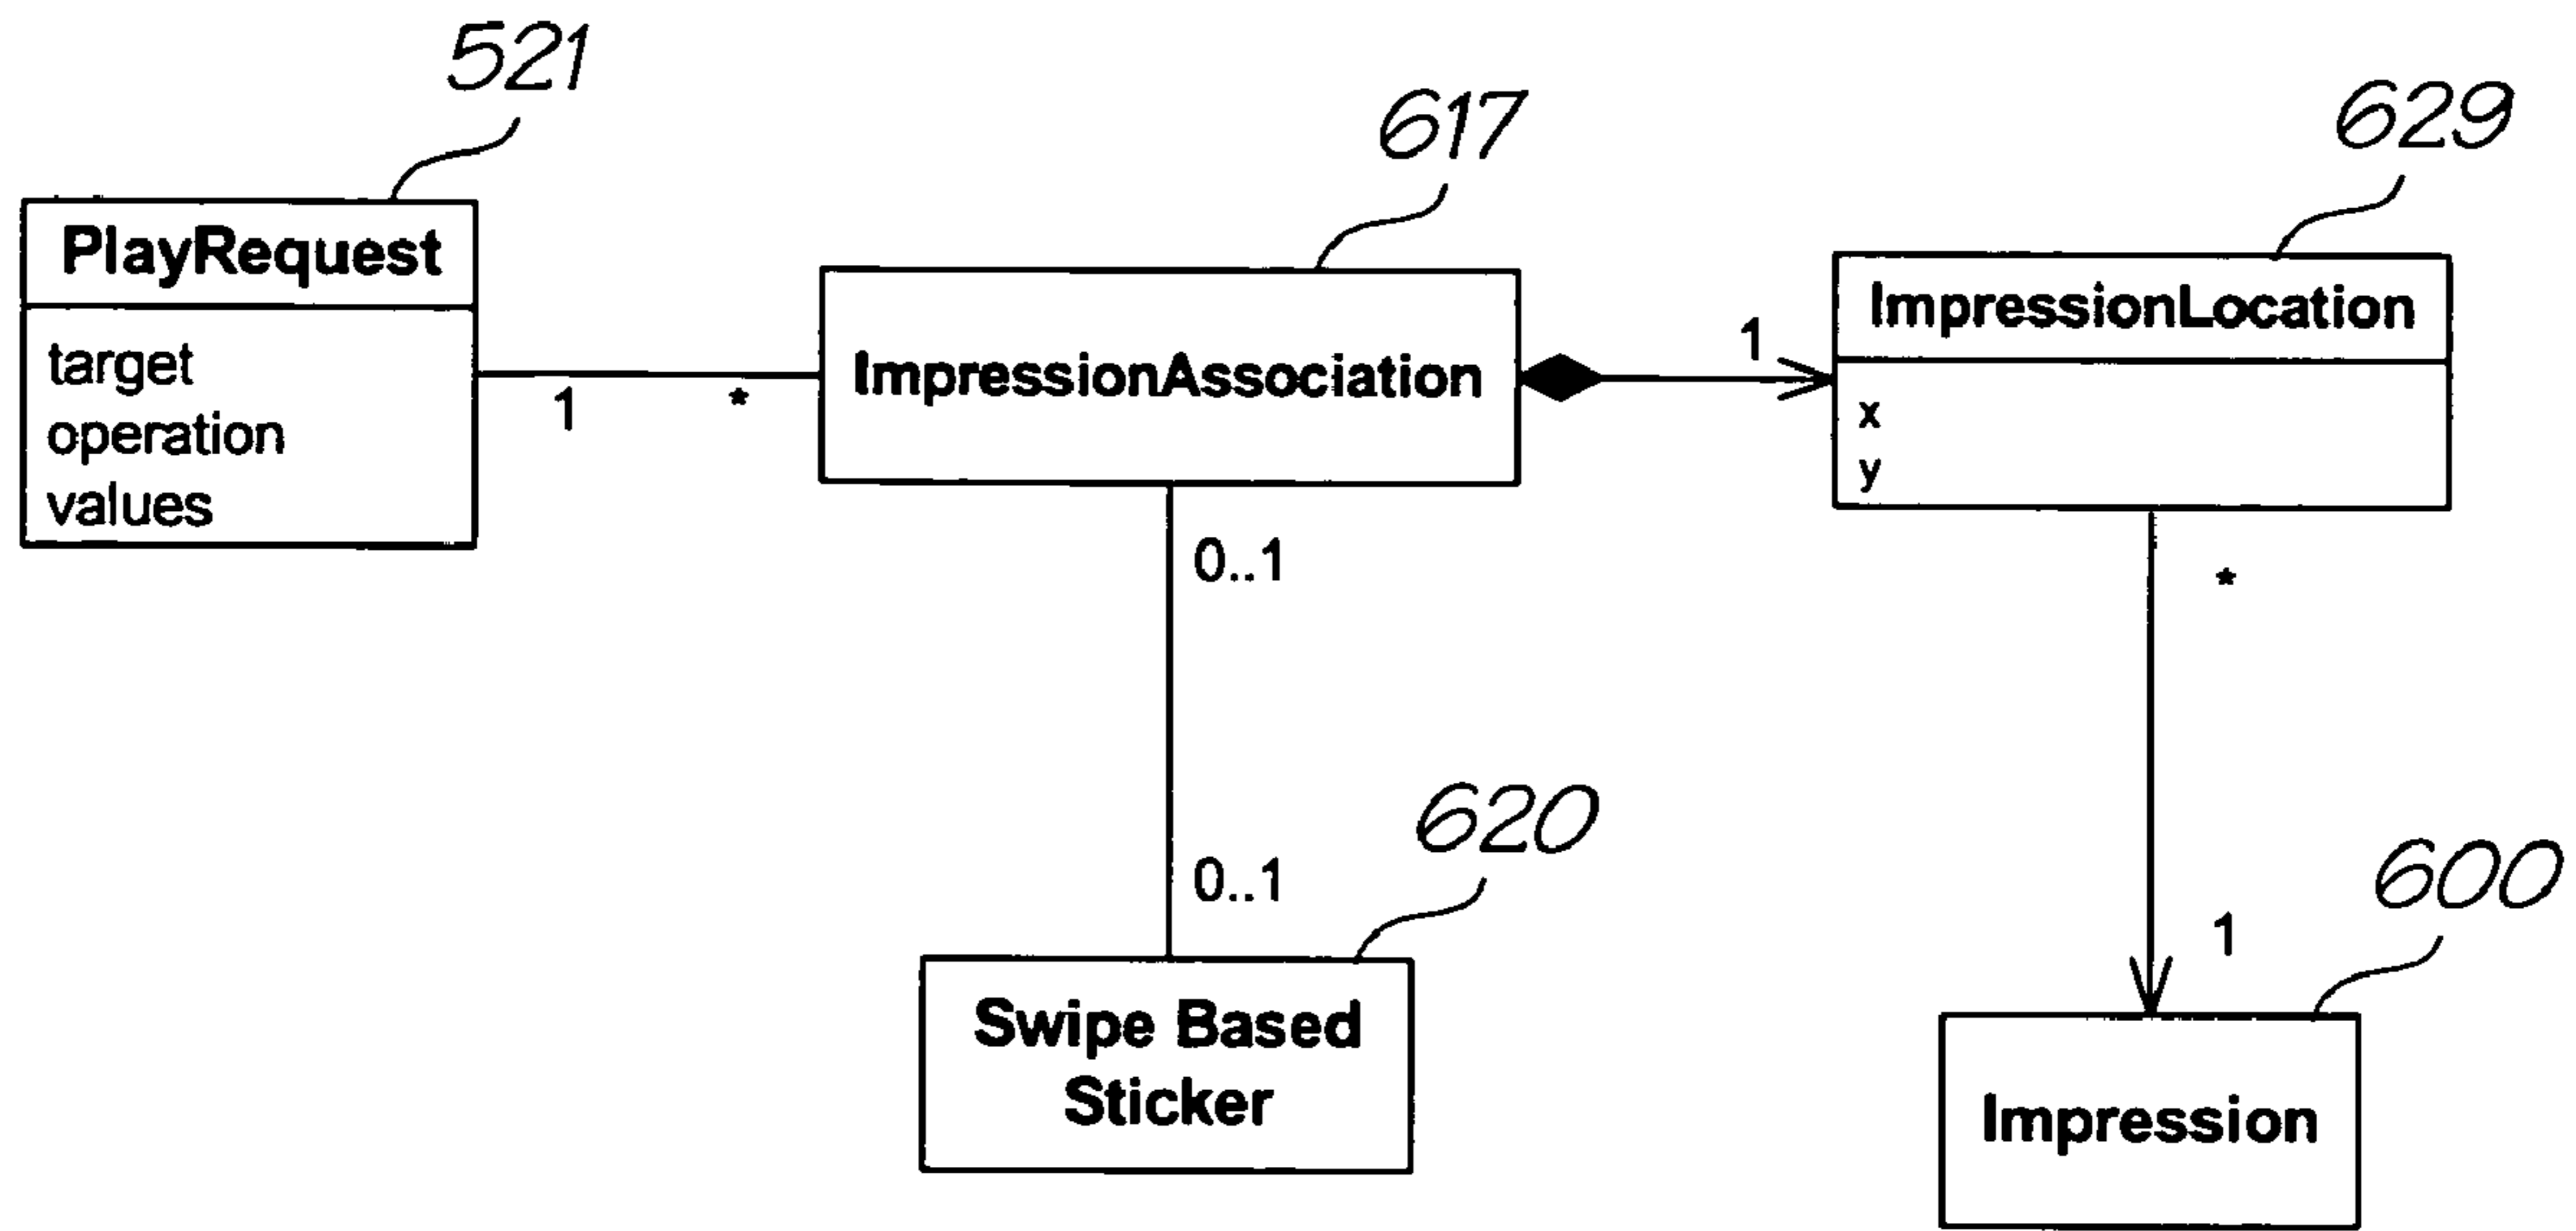 521
617
629
PlayRequest
target
operation
values
1
*
ImpressionAssociation
1
ImpressionLocation
x
y
0..1
*
0..1
620
Swipe Based
Sticker
1
600
Impression